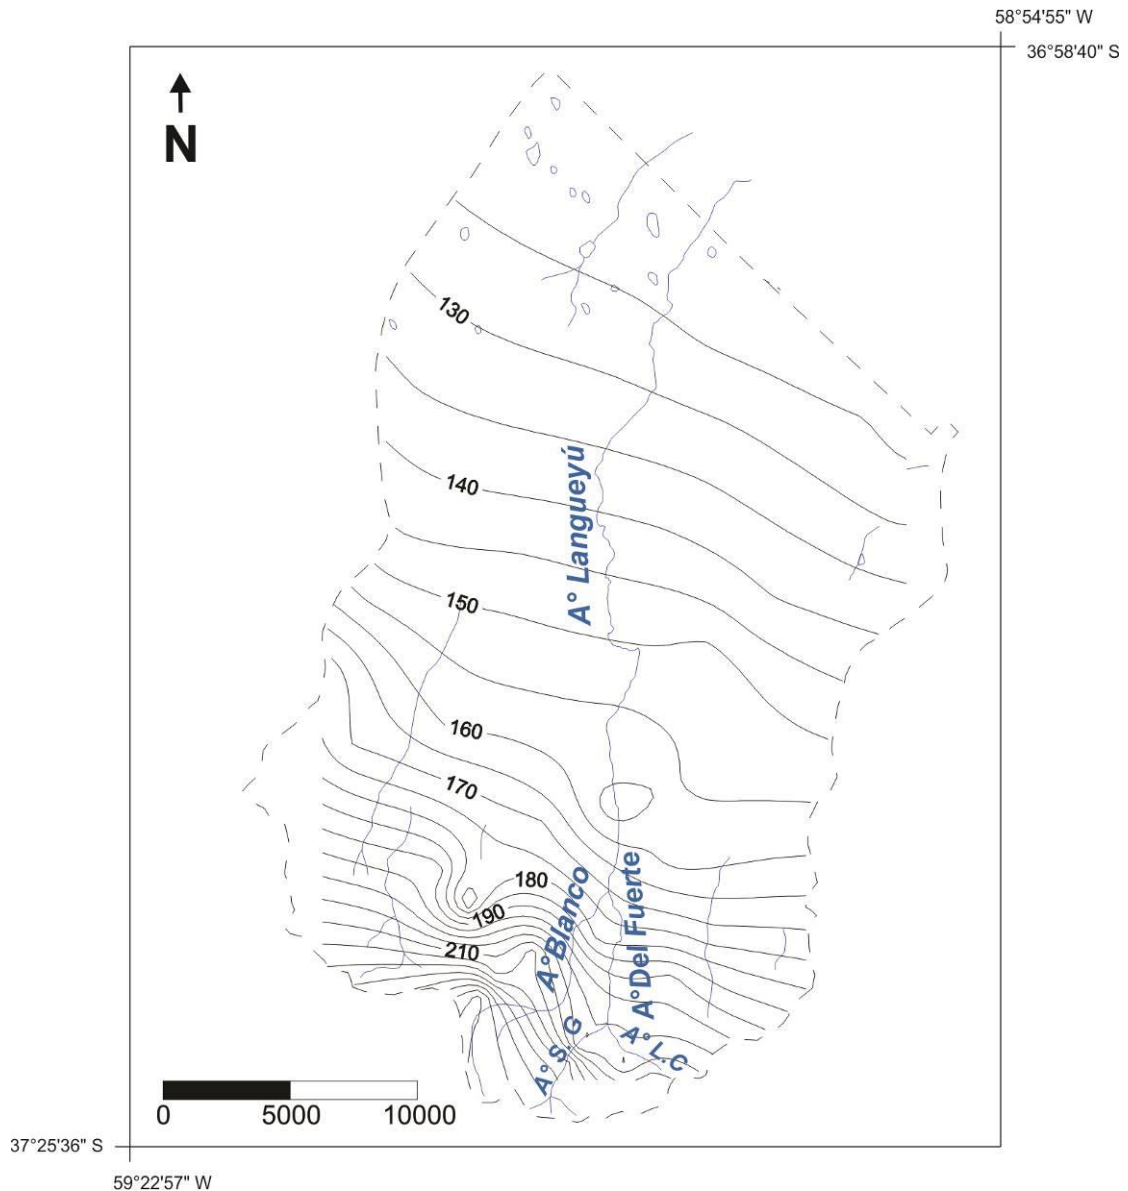 58°54'55" W
36°58'40" S
N
130
140
A° Langueyú
150
160
170
180
190
210
A°Blanco
A°Del Fuerte
A° S. G.
A° L.C
0 5000 10000
37°25'36" S
59°22'57" W